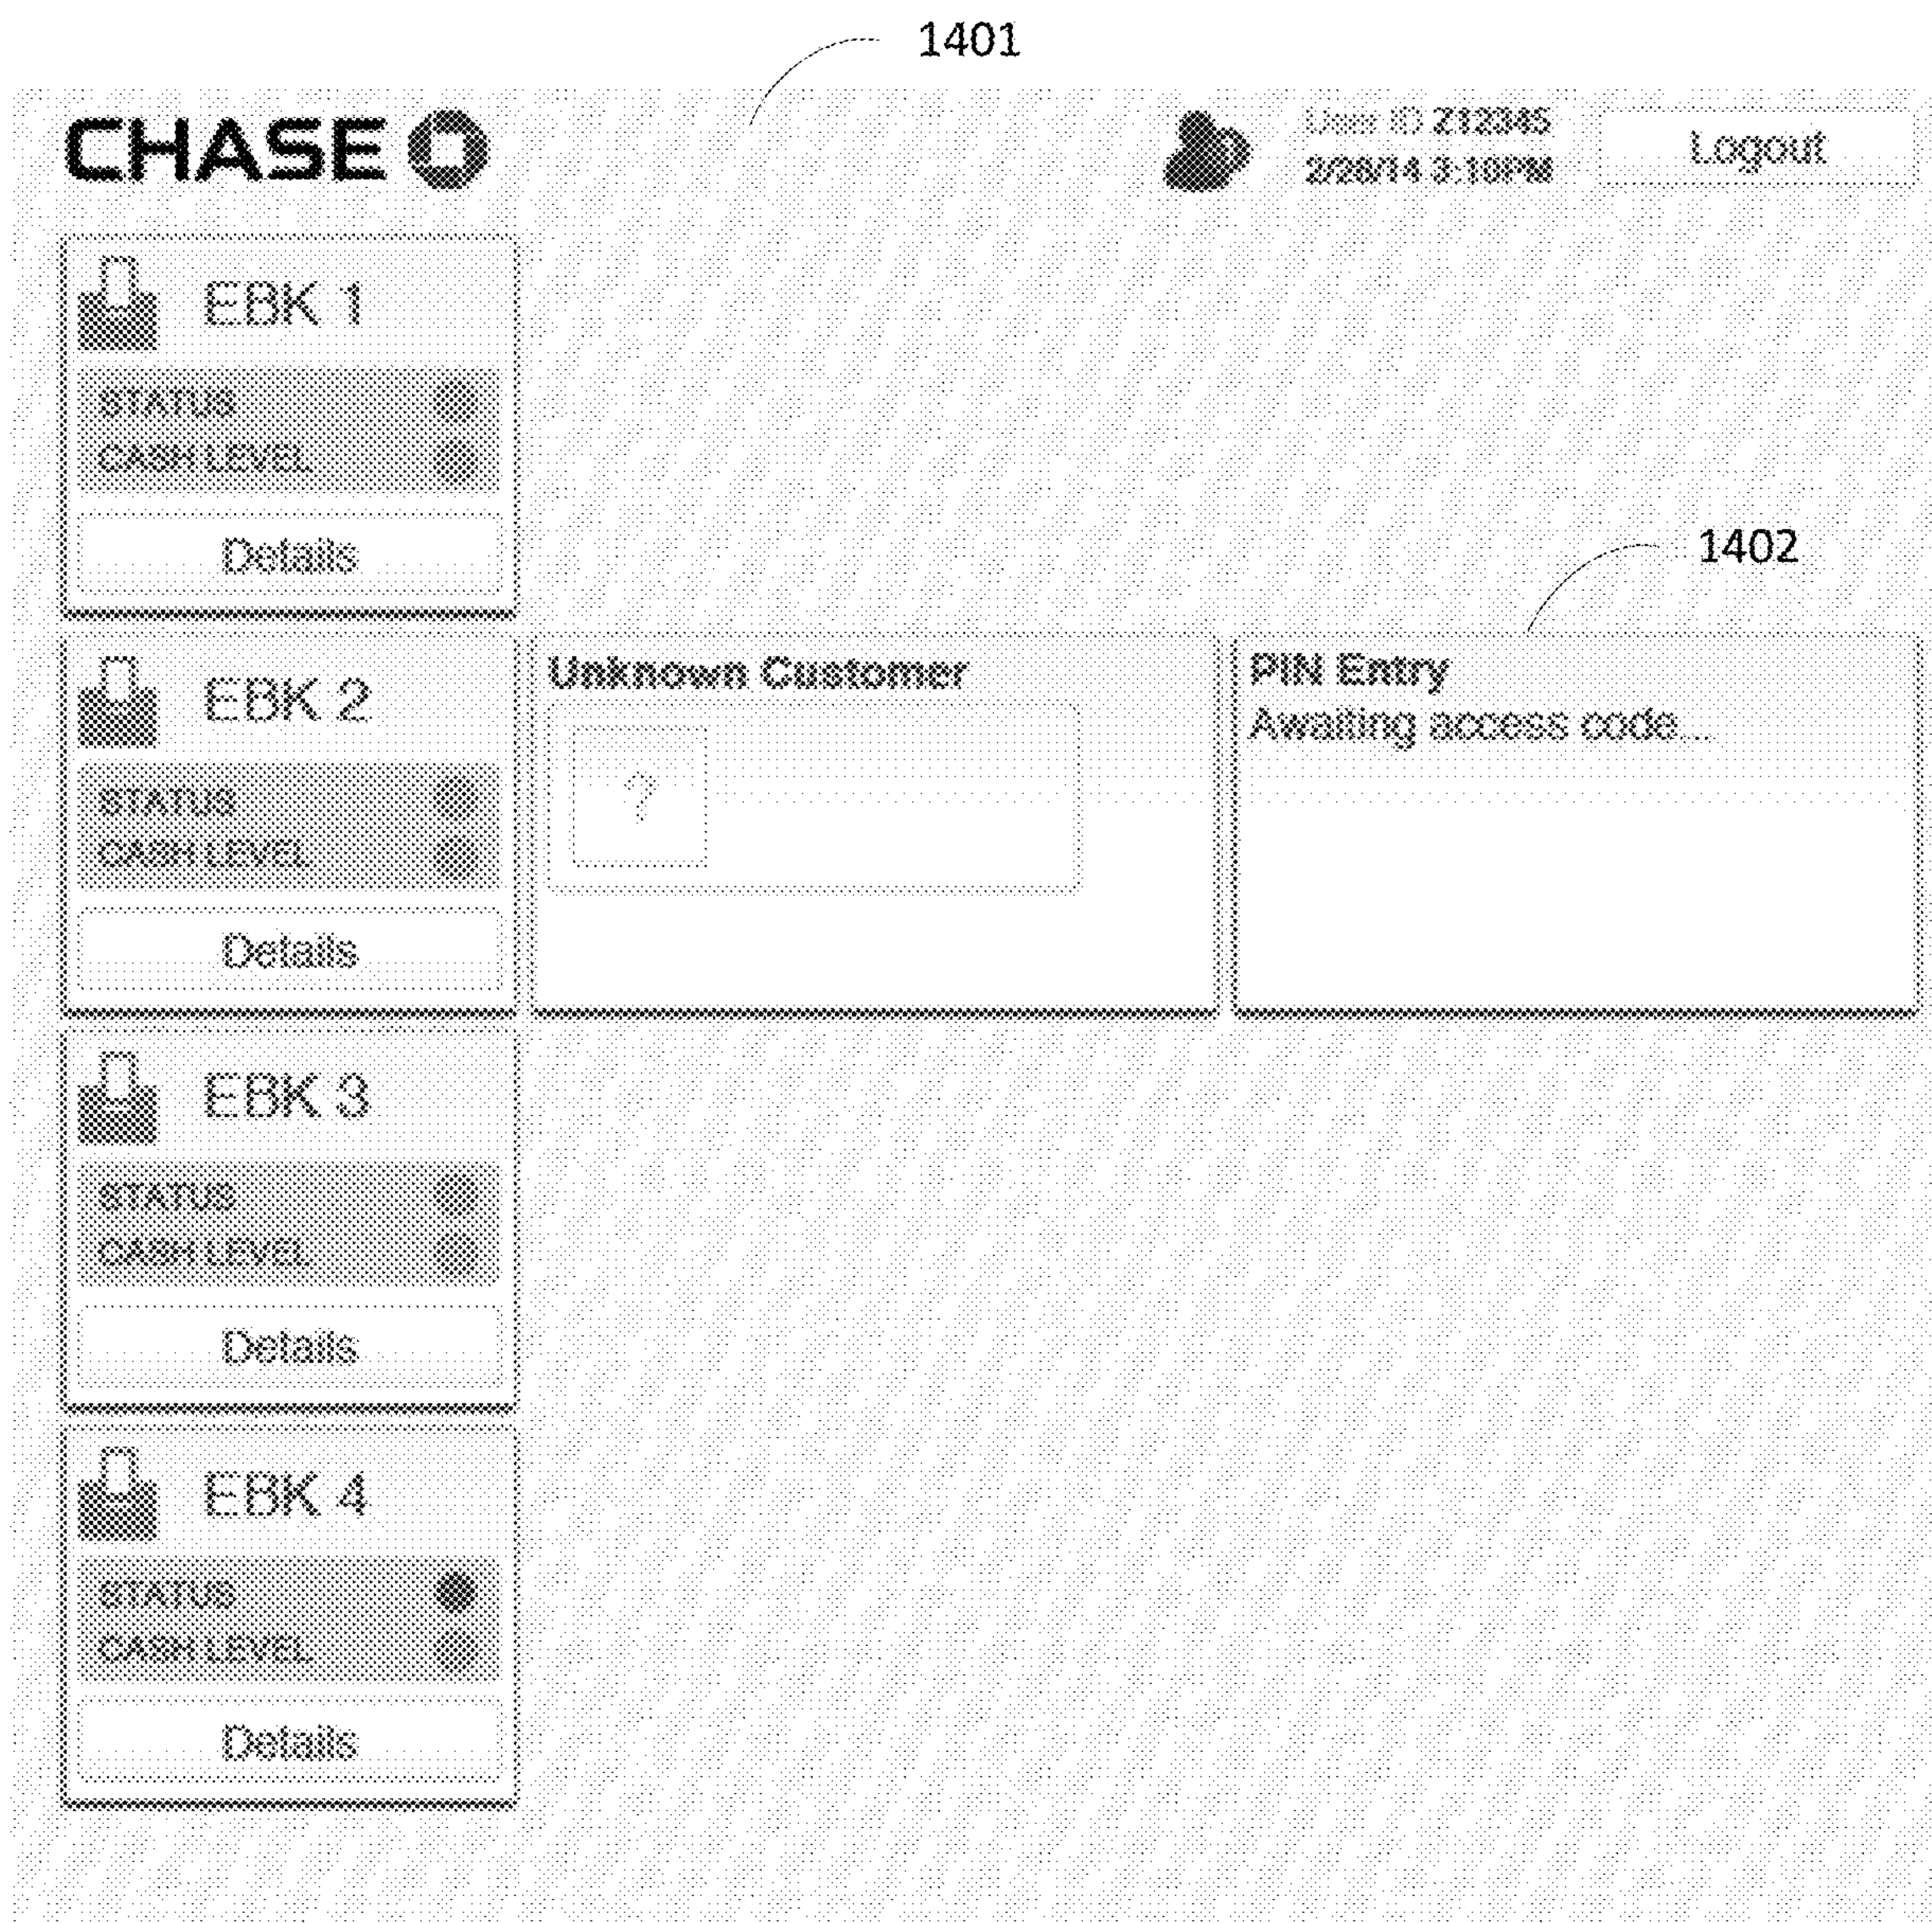 1401
CHASE
User ID Z12345
2/28/14 3:10PM
Logout
EBK 1
STATUS
CASH LEVEL
Details
1402
EBK 2
STATUS
CASH LEVEL
Details
Unknown Customer
?
PIN Entry
Awaiting access code...
EBK 3
STATUS
CASH LEVEL
Details
EBK 4
STATUS
CASH LEVEL
Details